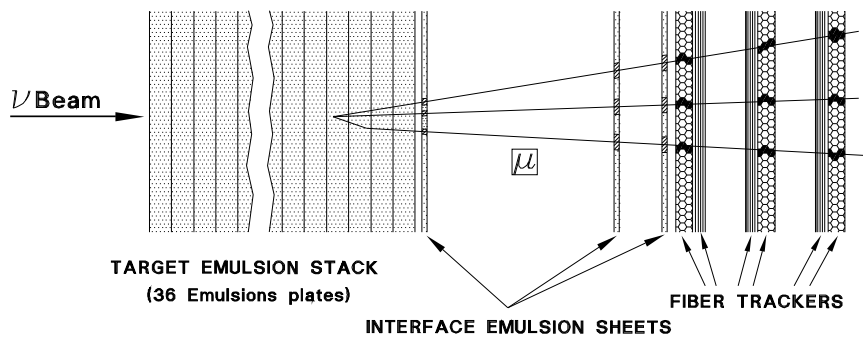 ν Beam
μ
TARGET EMULSION STACK
(36 Emulsions plates)
FIBER TRACKERS
INTERFACE EMULSION SHEETS